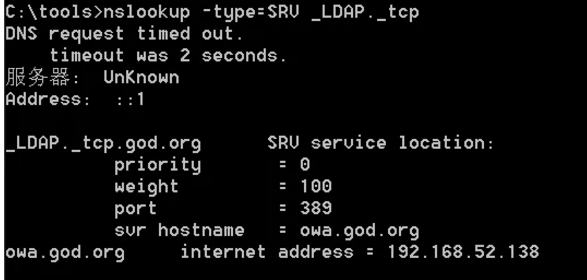 C:\tools>nslookup -type=SRV _LDAP._tcp
DNS request timed out.
    timeout was 2 seconds.
服务器:  UnKnown
Address:  ::1

_LDAP._tcp.god.org      SRV service location:
          priority       = 0
          weight         = 100
          port           = 389
          svr hostname   = owa.god.org
owa.god.org     internet address = 192.168.52.138